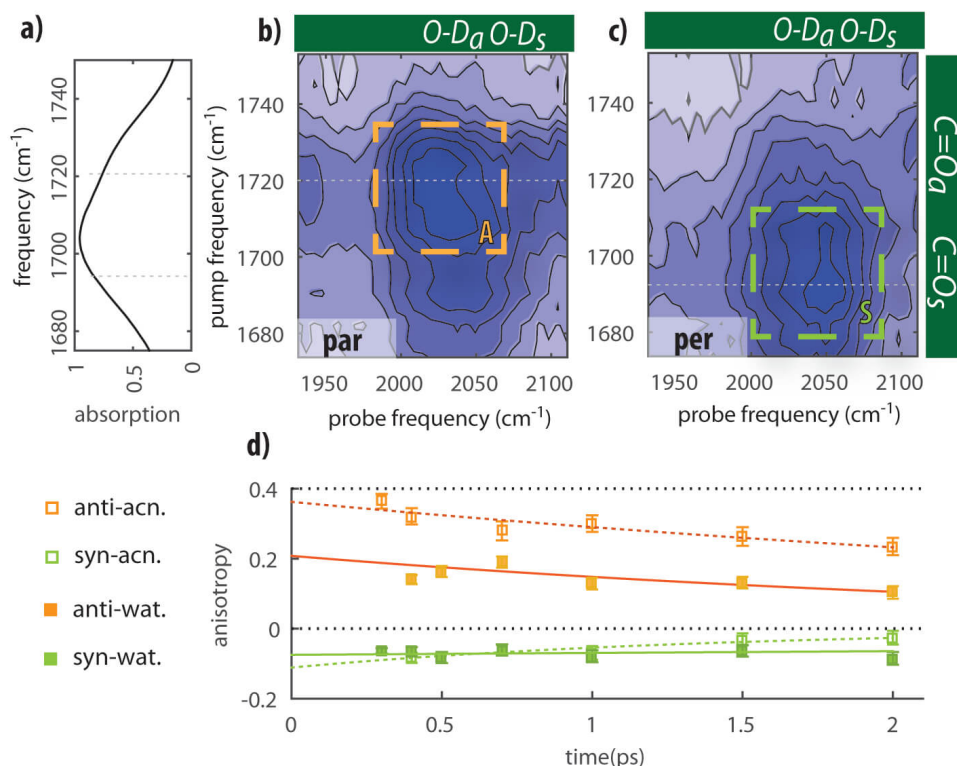 a)
frequency (cm-1)
1740
1720
1700
1680
1
0.5
0
absorption
b)
O-Da O-Ds
pump frequency (cm-1)
1740
1720
1700
1680
A
par
1950 2000 2050 2100
probe frequency (cm-1)
c)
O-Da O-Ds
1740
1720
1700
1680
S
per
1950 2000 2050 2100
probe frequency (cm-1)
C=Oa
C=Os
d)
anti-acn.
syn-acn.
anti-wat.
syn-wat.
anisotropy
0.4
0.2
0
-0.2
0 0.5 1 1.5 2
time(ps)